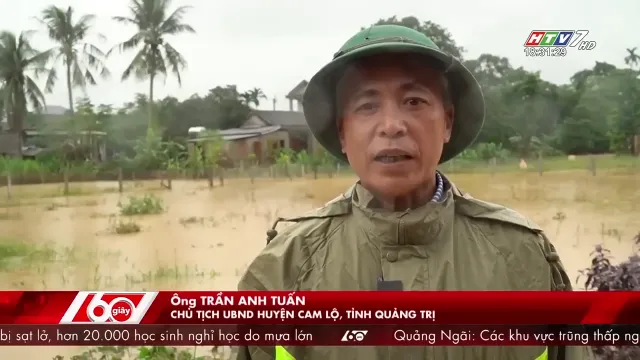 HTV7 HD
18:31:29
60 giây
Ông TRẦN ANH TUẤN
CHỦ TỊCH UBND HUYỆN CAM LỘ, TỈNH QUẢNG TRỊ
bị sạt lở, hơn 20.000 học sinh nghỉ học do mưa lớn 60 Quảng Ngãi: Các khu vực trũng thấp ng